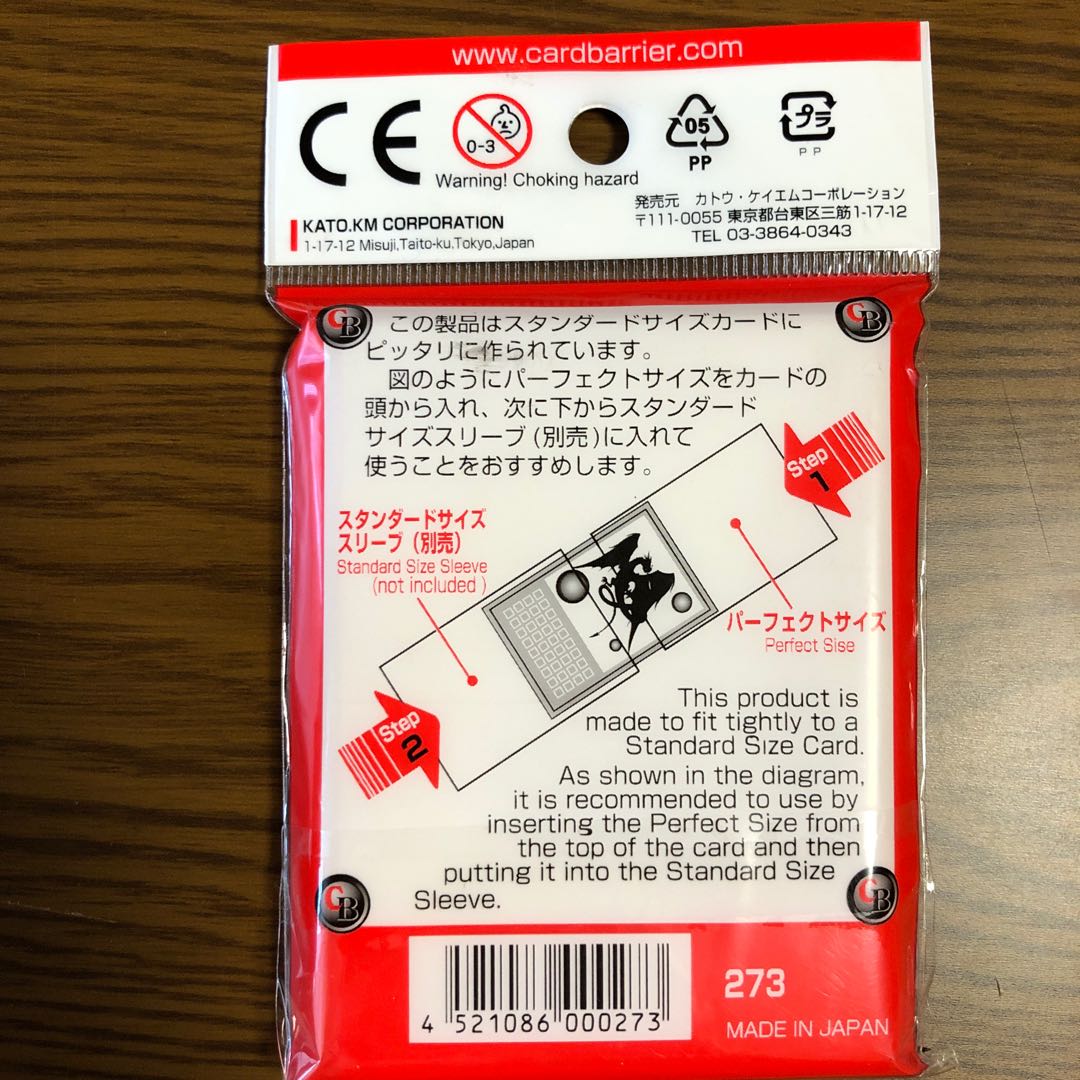 www.cardbarrier.com
CE
0-3
Warning! Choking hazard
05
PP
プラ
PP
KATO.KM CORPORATION
1-17-12 Misuji,Taito-ku,Tokyo,Japan
発売元 カトウ・ケイエムコーポレーション
〒111-0055 東京都台東区三筋1-17-12
TEL 03-3864-0343
CB
CB
この製品はスタンダードサイズカードに
ピッタリに作られています。
図のようにパーフェクトサイズをカードの
頭から入れ、次に下からスタンダード
サイズスリーブ(別売)に入れて
使うことをおすすめします。
Step
1
スタンダードサイズ
スリーブ(別売)
Standard Size Sleeve
(not included)
パーフェクトサイズ
Perfect Sise
Step
2
This product is
made to fit tightly to a
Standard Size Card.
As shown in the diagram,
it is recommended to use by
inserting the Perfect Size from
the top of the card and then
putting it into the Standard Size
Sleeve.
CB
CB
4 521086 000273
273
MADE IN JAPAN